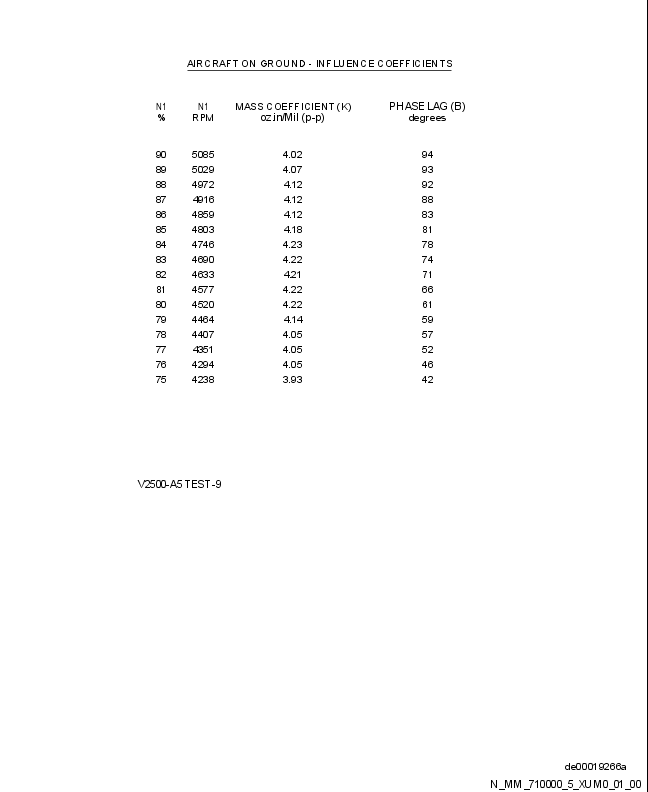 AIRCRAFT ON GROUND - INFLUENCE COEFFICIENTS
N1 N1 MASS COEFFICIENT (K) PHASE LAG (B)
% RPM oz.in/Mil (p-p) degrees
90 5085 4.02 94
89 5029 4.07 93
88 4972 4.12 92
87 4916 4.12 88
86 4859 4.12 83
85 4803 4.18 81
84 4746 4.23 78
83 4690 4.22 74
82 4633 4.21 71
81 4577 4.22 66
80 4520 4.22 61
79 4464 4.14 59
78 4407 4.05 57
77 4351 4.05 52
76 4294 4.05 46
75 4238 3.93 42
V2500-A5 TEST-9
de00019266a
N_MM_710000_5_XUM0_01_00